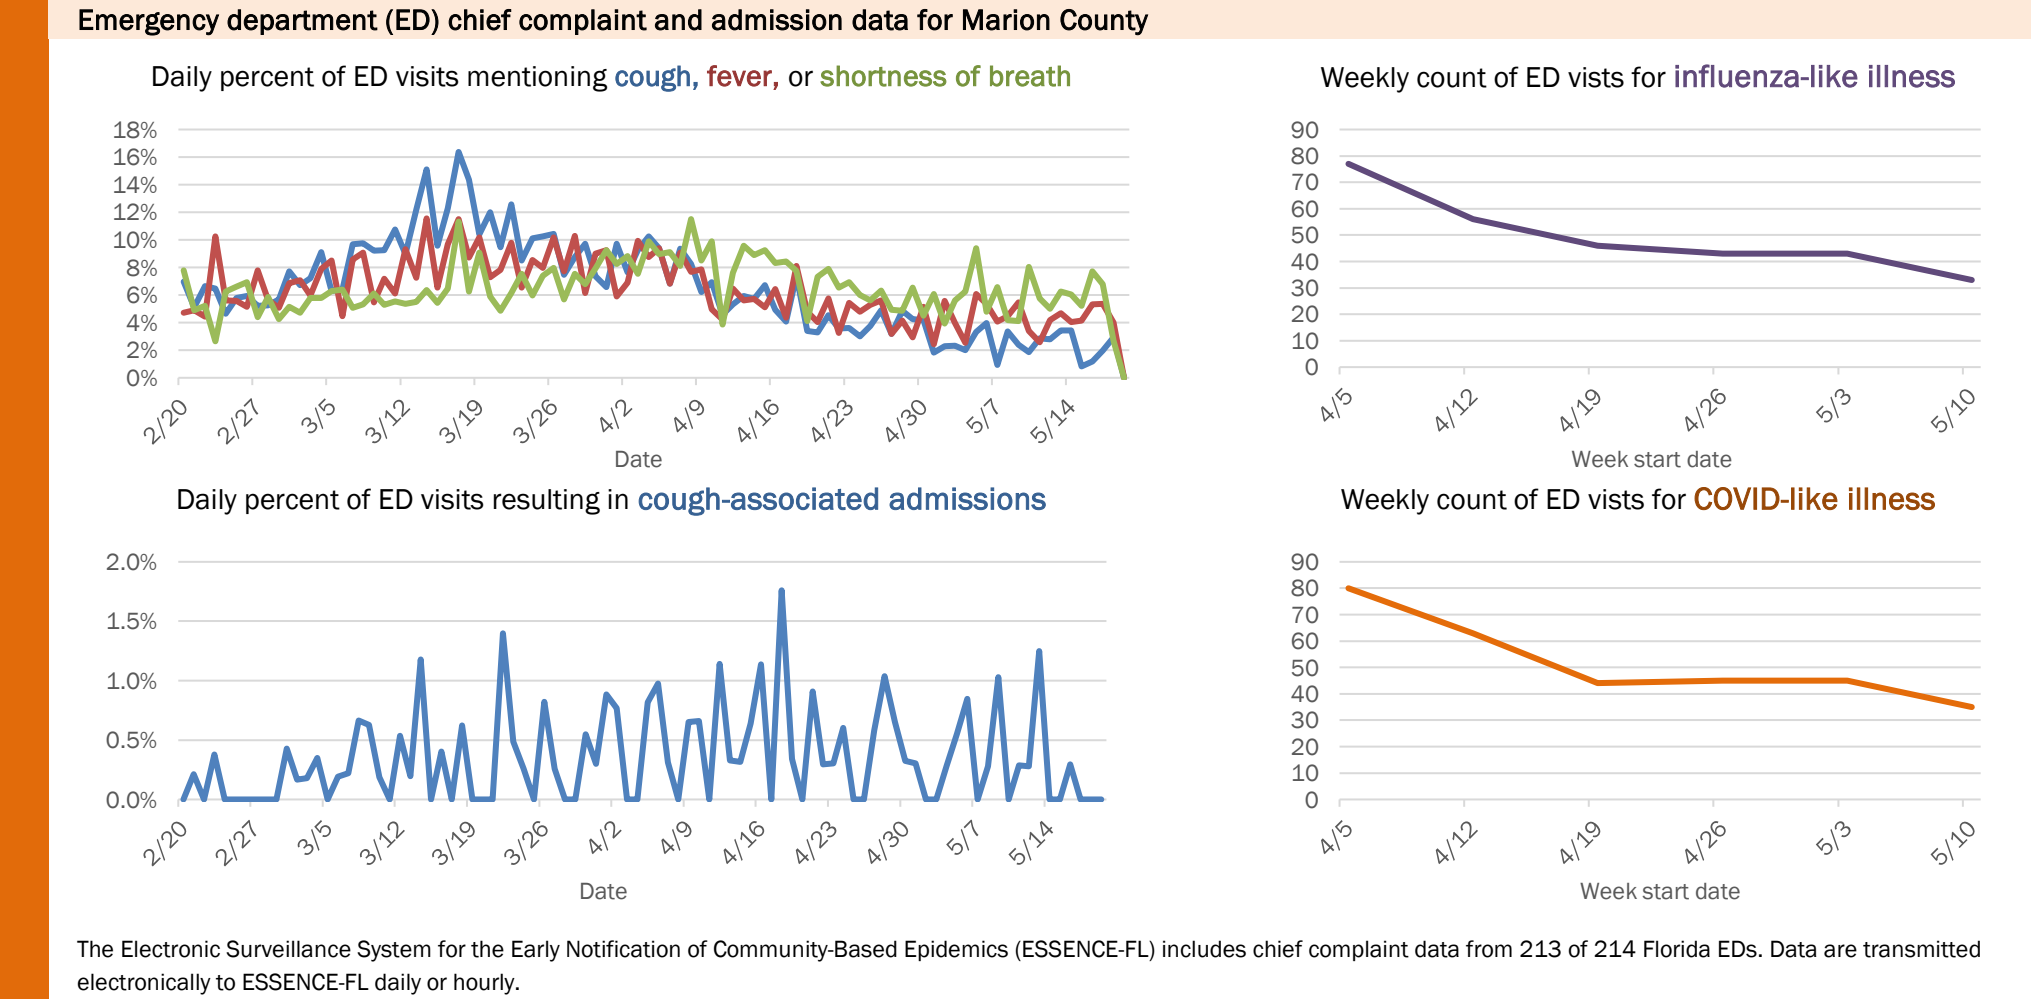 Emergency department (ED) chief complaint and admission data for Marion County
Daily percent of ED visits mentioning cough, fever, or shortness of breath
18%
16%
14%
12%
10%
8%
6%
4%
2%
0%
2/20 2/27 3/5 3/12 3/19 3/26 4/2 4/9 4/16 4/23 4/30 5/7 5/14
Date
Weekly count of ED vists for influenza-like illness
90
80
70
60
50
40
30
20
10
0
4/5 4/12 4/19 4/26 5/3 5/10
Week start date
Daily percent of ED visits resulting in cough-associated admissions
2.0%
1.5%
1.0%
0.5%
0.0%
2/20 2/27 3/5 3/12 3/19 3/26 4/2 4/9 4/16 4/23 4/30 5/7 5/14
Date
Weekly count of ED vists for COVID-like illness
90
80
70
60
50
40
30
20
10
0
4/5 4/12 4/19 4/26 5/3 5/10
Week start date
The Electronic Surveillance System for the Early Notification of Community-Based Epidemics (ESSENCE-FL) includes chief complaint data from 213 of 214 Florida EDs. Data are transmitted
electronically to ESSENCE-FL daily or hourly.